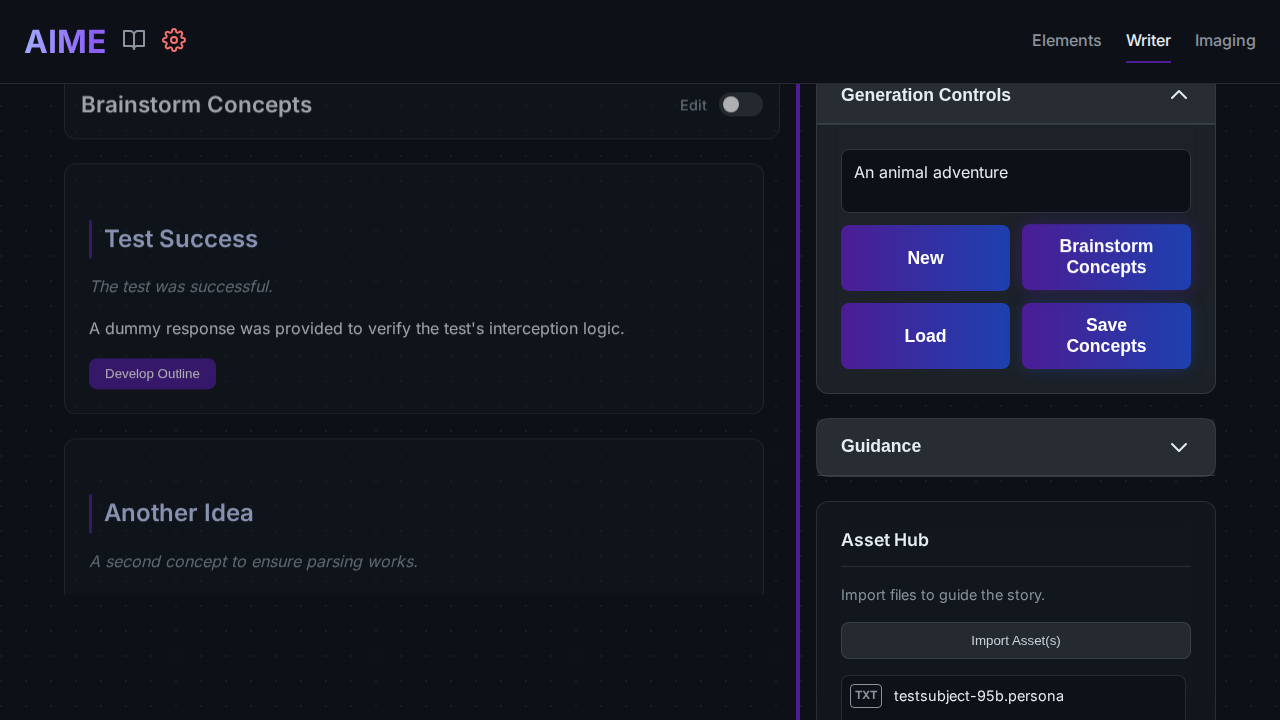 AIME
Elements
Writer
Imaging
Brainstorm Concepts
Edit
Test Success
The test was successful.
A dummy response was provided to verify the test's interception logic.
Develop Outline
Another Idea
A second concept to ensure parsing works.
Generation Controls
An animal adventure
New
Brainstorm
Concepts
Load
Save
Concepts
Guidance
Asset Hub
Import files to guide the story.
Import Asset(s)
TXT
testsubject-95b.persona